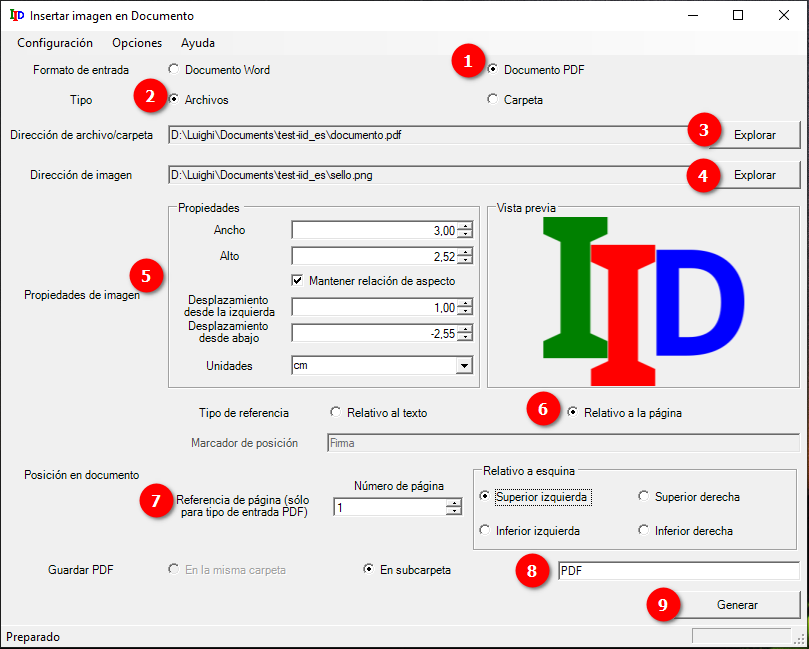 IID Insertar imagen en Documento
Configuración Opciones Ayuda
Formato de entrada Documento Word 1 Documento PDF
Tipo 2 Archivos Carpeta
Dirección de archivo/carpeta D:\Luighi\Documents\test-iid_es\documento.pdf 3 Explorar
Dirección de imagen D:\Luighi\Documents\test-iid_es\sello.png 4 Explorar
Propiedades Vista previa
Ancho 3,00
Alto 2,52
5 Mantener relación de aspecto
Propiedades de imagen
Desplazamiento
desde la izquierda 1,00
Desplazamiento
desde abajo -2,55
Unidades cm
IID
Tipo de referencia Relativo al texto 6 Relativo a la página
Marcador de posición Firma
Posición en documento
7 Referencia de página (sólo
para tipo de entrada PDF)
Número de página
1
Relativo a esquina
Superior izquierda Superior derecha
Inferior izquierda Inferior derecha
Guardar PDF En la misma carpeta En subcarpeta 8 PDF
9 Generar
Preparado